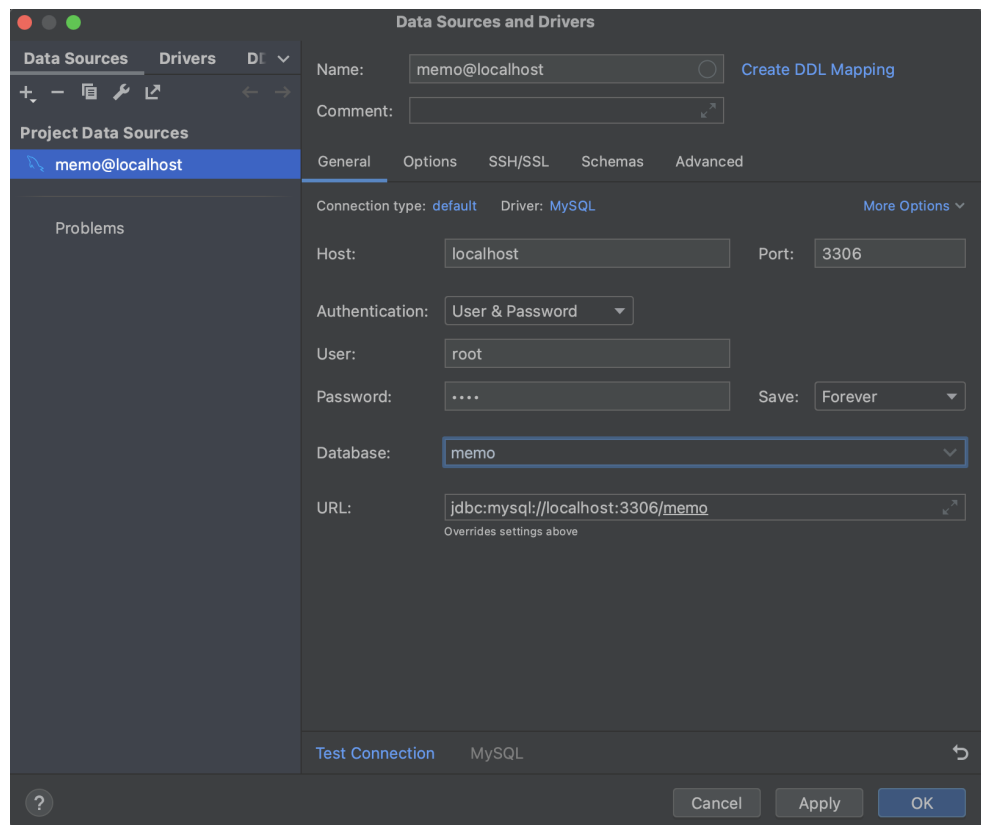 Data Sources and Drivers
Data Sources Drivers
Name: memo@localhost Create DDL Mapping
Comment:
Project Data Sources
memo@localhost
Problems
General Options SSH/SSL Schemas Advanced
Connection type: default Driver: MySQL More Options
Host: localhost Port: 3306
Authentication: User & Password
User: root
Password: •••• Save: Forever
Database: memo
URL: jdbc:mysql://localhost:3306/memo
Overrides settings above
Test Connection MySQL
? Cancel Apply OK